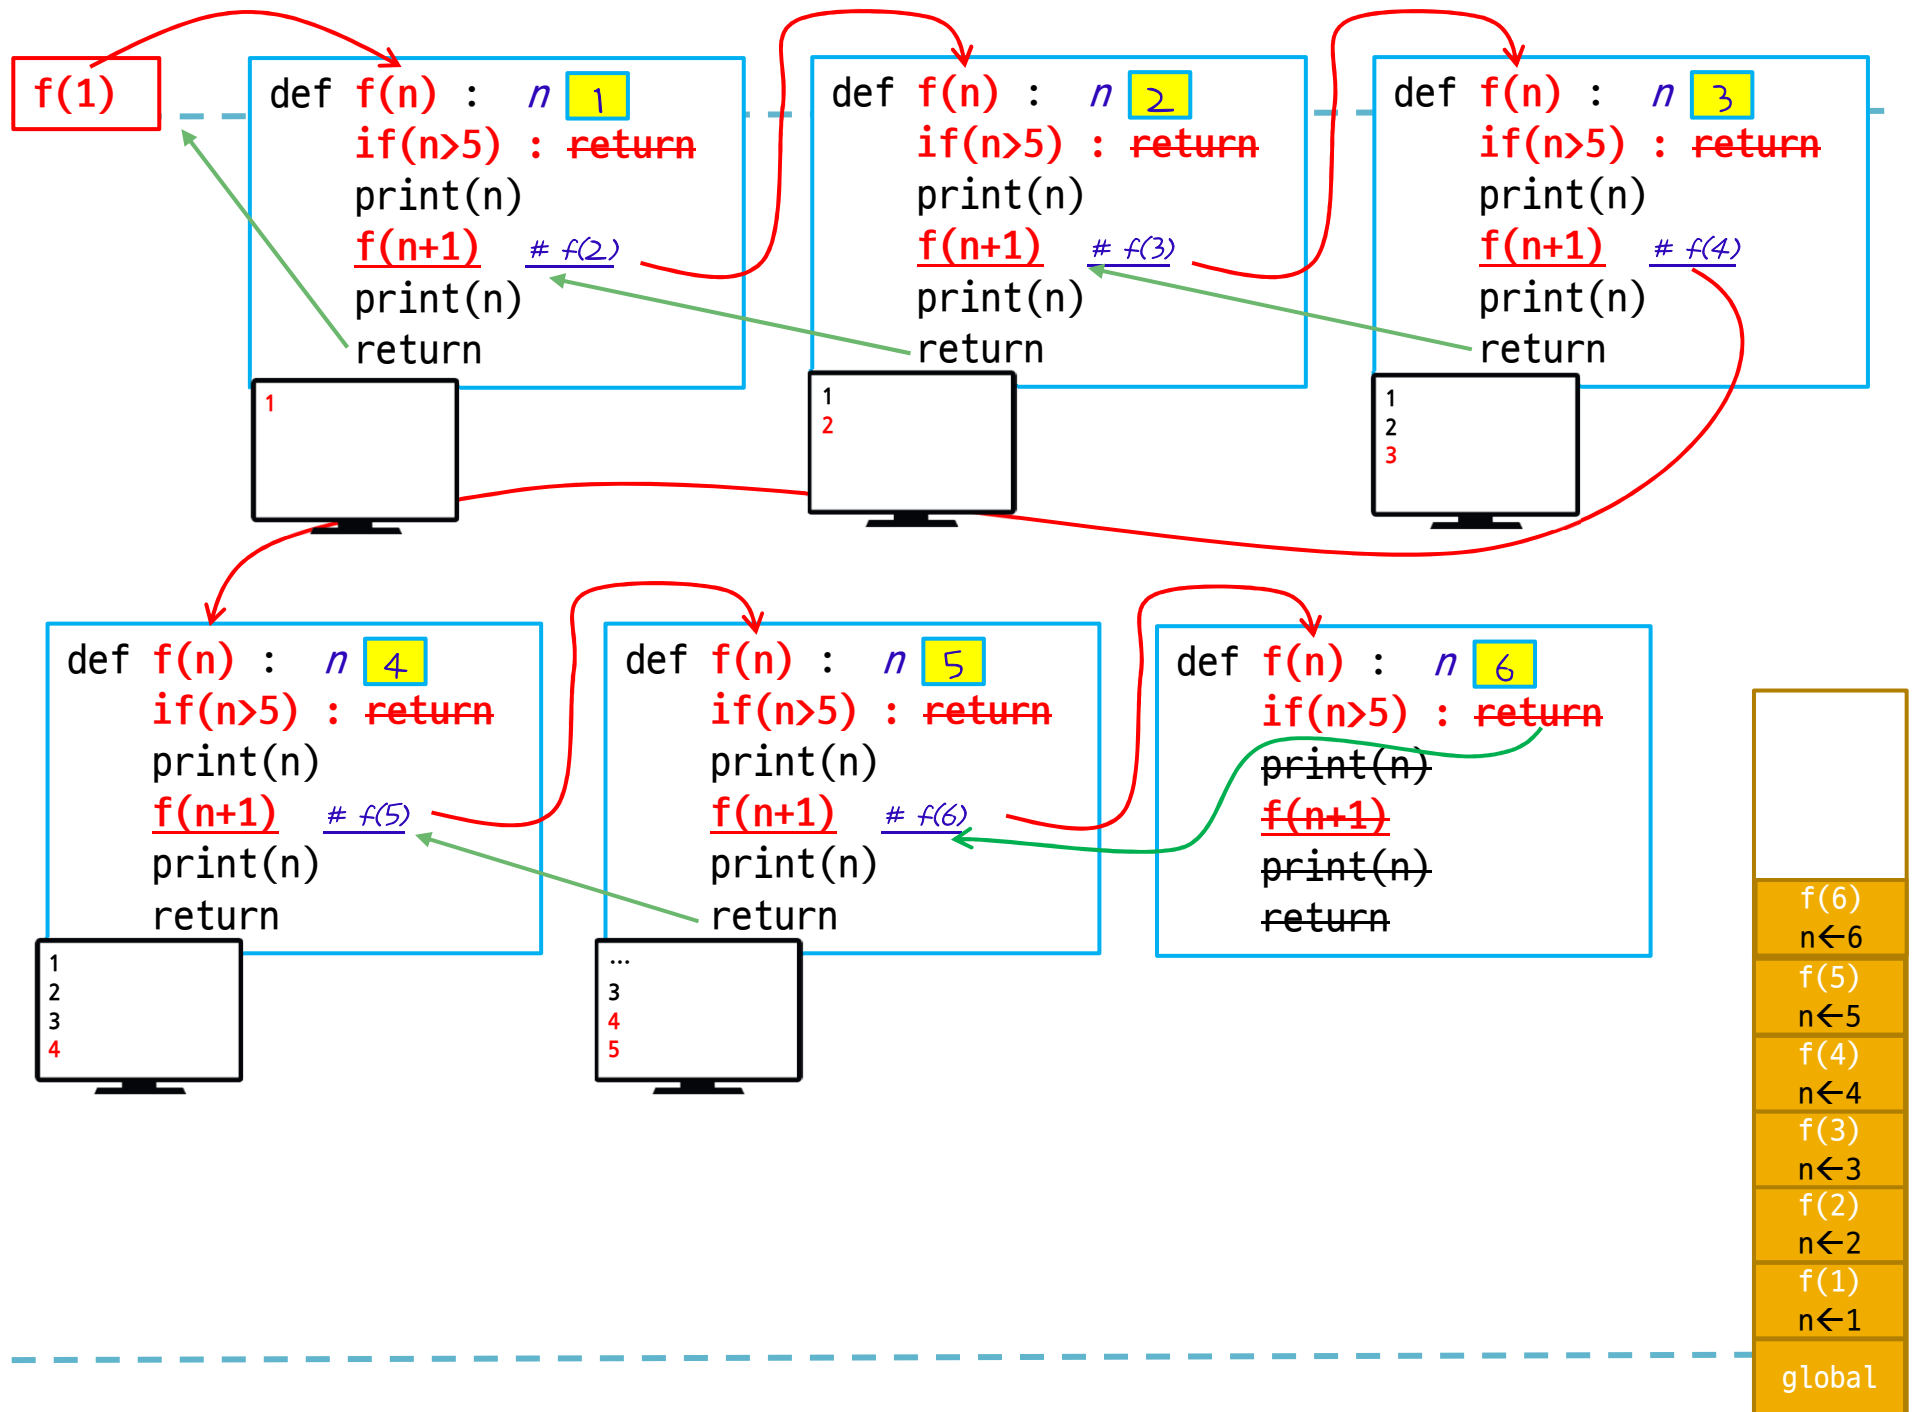 f(1)
def f(n) : n 1
if(n>5) : return
print(n)
f(n+1) # f(2)
print(n)
return
1
def f(n) : n 2
if(n>5) : return
print(n)
f(n+1) # f(3)
print(n)
return
1
2
def f(n) : n 3
if(n>5) : return
print(n)
f(n+1) # f(4)
print(n)
return
1
2
3
def f(n) : n 4
if(n>5) : return
print(n)
f(n+1) # f(5)
print(n)
return
1
2
3
4
def f(n) : n 5
if(n>5) : return
print(n)
f(n+1) # f(6)
print(n)
return
...
3
4
5
def f(n) : n 6
if(n>5) : return
print(n)
f(n+1)
print(n)
return
f(6)
n←6
f(5)
n←5
f(4)
n←4
f(3)
n←3
f(2)
n←2
f(1)
n←1
global